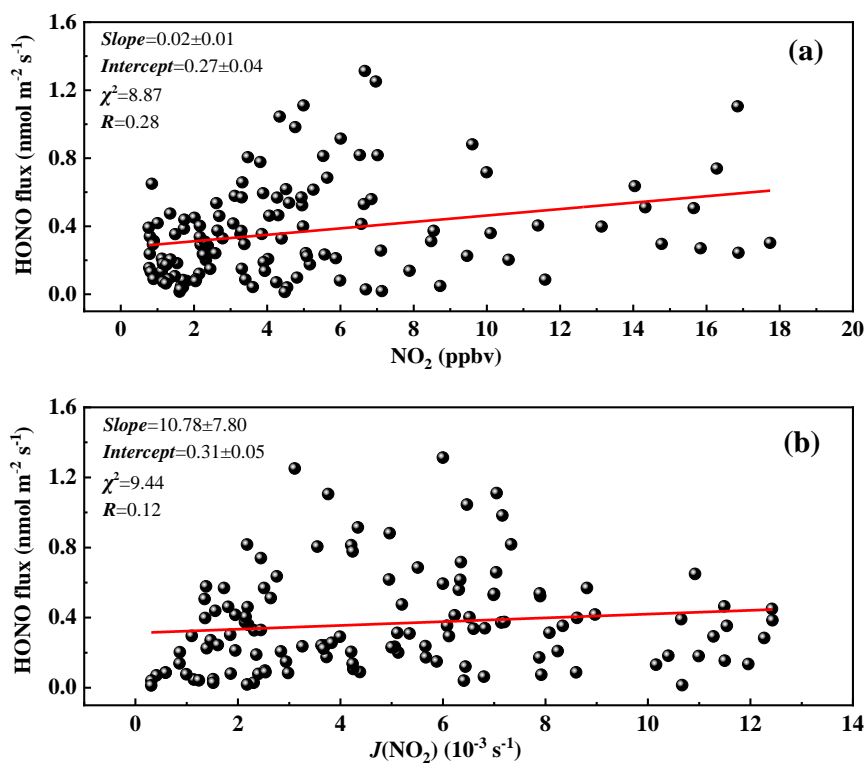 1.6
Slope=0.02±0.01
(a)
Intercept=0.27±0.04
1.2
χ²=8.87
R=0.28
0.8
0.4
0.0
HONO flux (nmol m⁻² s⁻¹)
0 2 4 6 8 10 12 14 16 18 20
NO₂ (ppbv)
1.6
Slope=10.78±7.80
(b)
Intercept=0.31±0.05
1.2
χ²=9.44
R=0.12
0.8
0.4
0.0
HONO flux (nmol m⁻² s⁻¹)
0 2 4 6 8 10 12 14
J(NO₂) (10⁻³ s⁻¹)